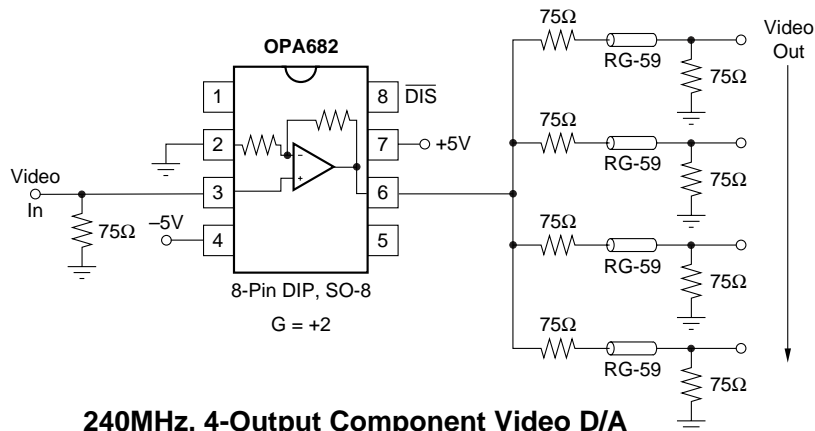 OPA682
1
2
3
4
8 D̅I̅S̅
7
6
5
+5V
–5V
Video
In
75Ω
8-Pin DIP, SO-8
G = +2
75Ω
RG-59
75Ω
75Ω
RG-59
75Ω
75Ω
RG-59
75Ω
75Ω
RG-59
75Ω
Video
Out
240MHz, 4-Output Component Video D/A